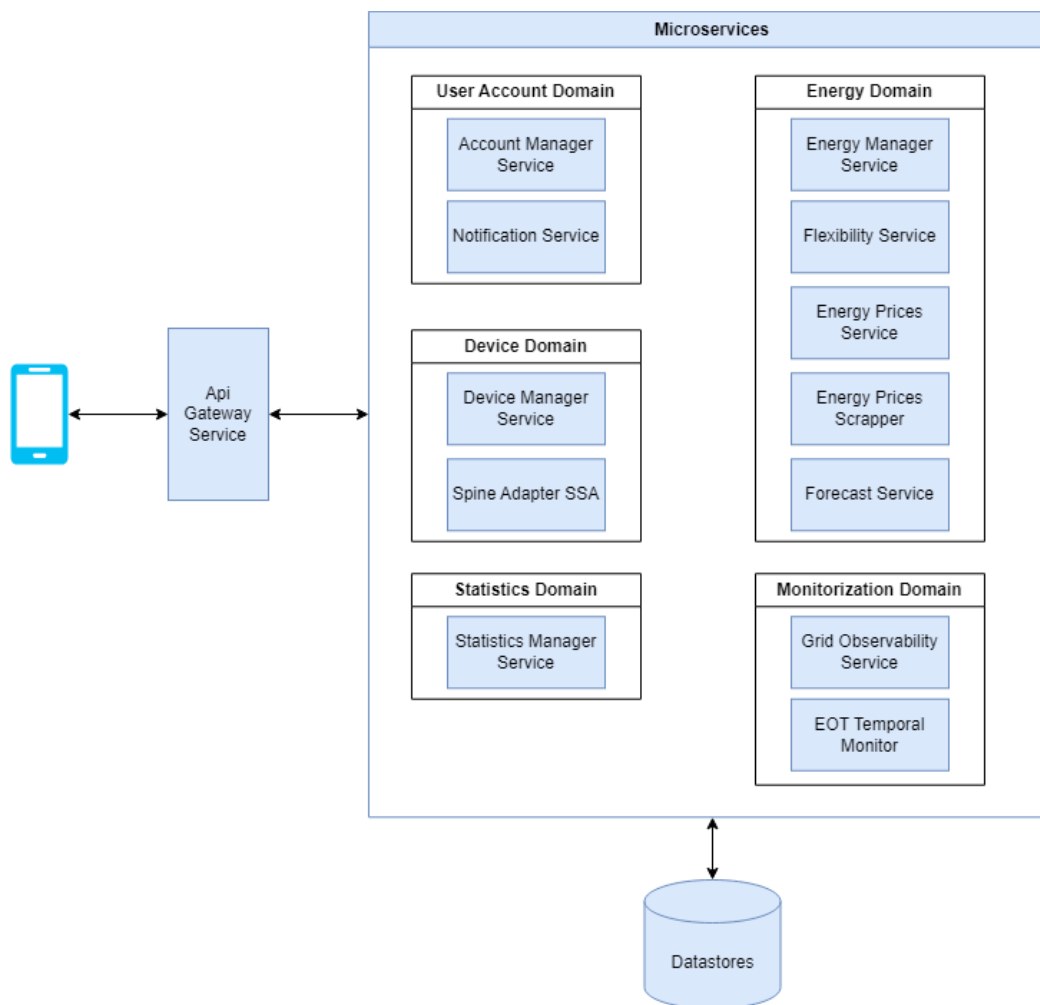 Microservices
User Account Domain
Account Manager
Service
Notification Service
Device Domain
Device Manager
Service
Spine Adapter SSA
Statistics Domain
Statistics Manager
Service
Energy Domain
Energy Manager
Service
Flexibility Service
Energy Prices
Service
Energy Prices
Scrapper
Forecast Service
Monitorization Domain
Grid Observability
Service
EOT Temporal
Monitor
Api
Gateway
Service
Datastores